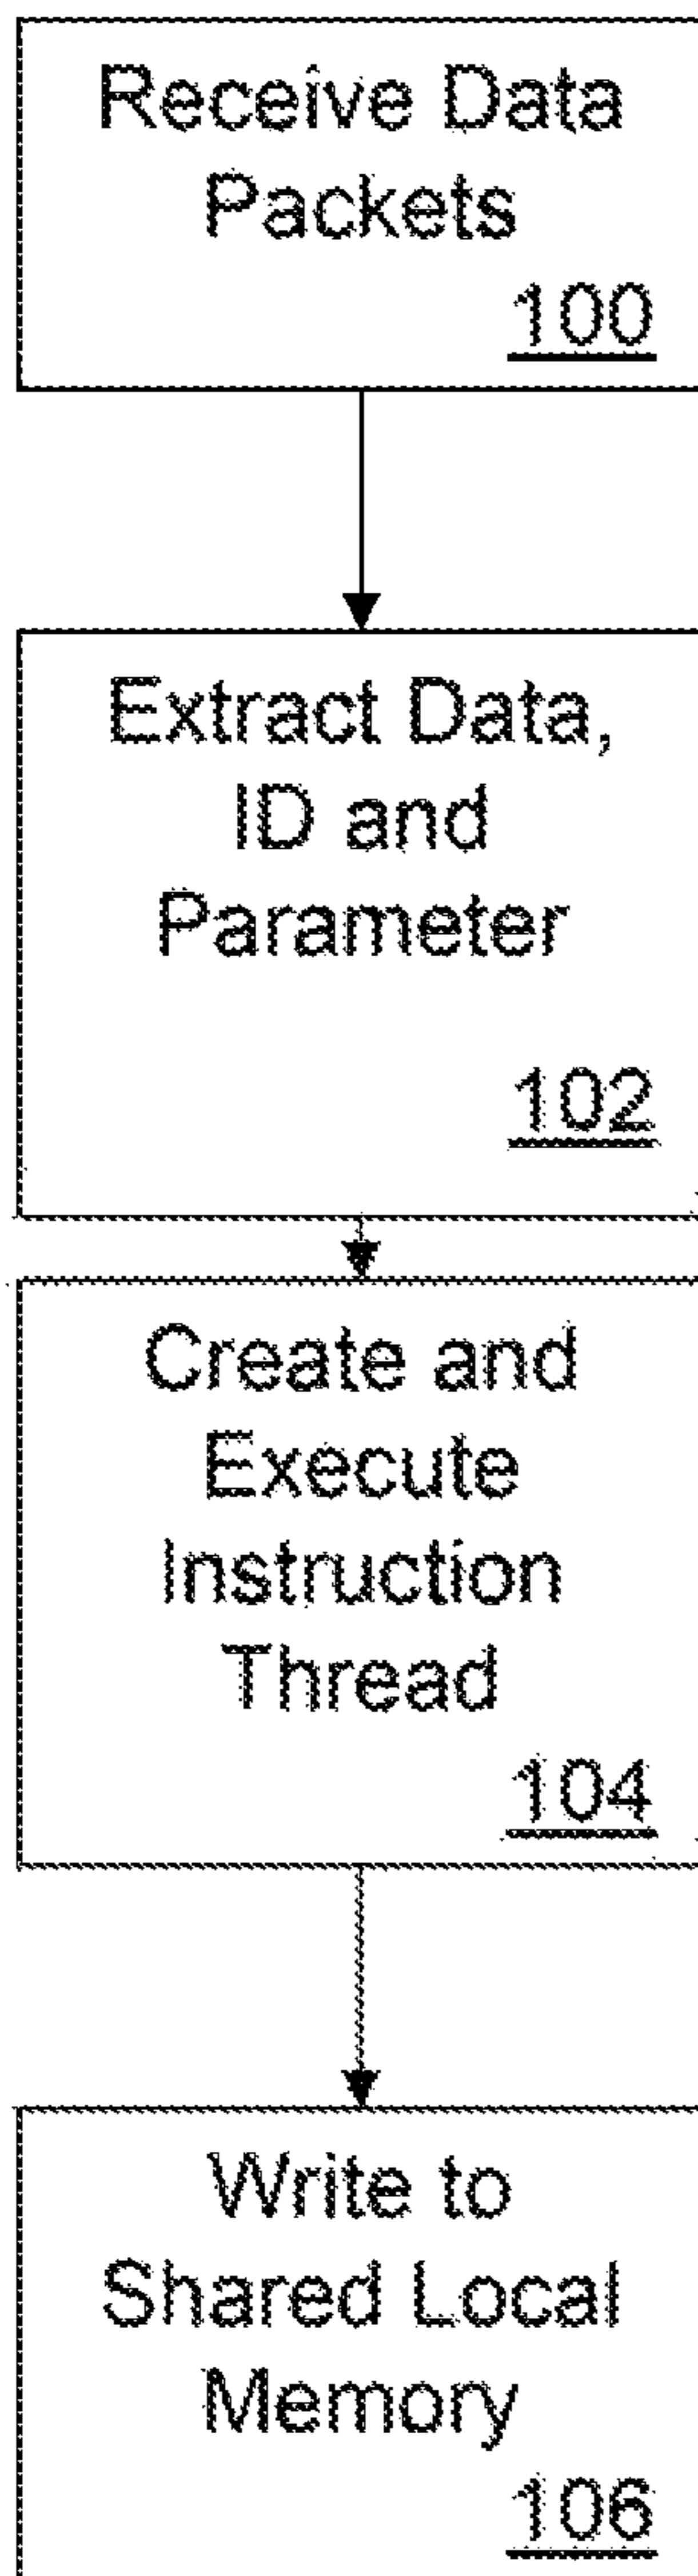 Receive Data
Packets
100
Extract Data,
ID and
Parameter
102
Create and
Execute
Instruction
Thread
104
Write to
Shared Local
Memory
106